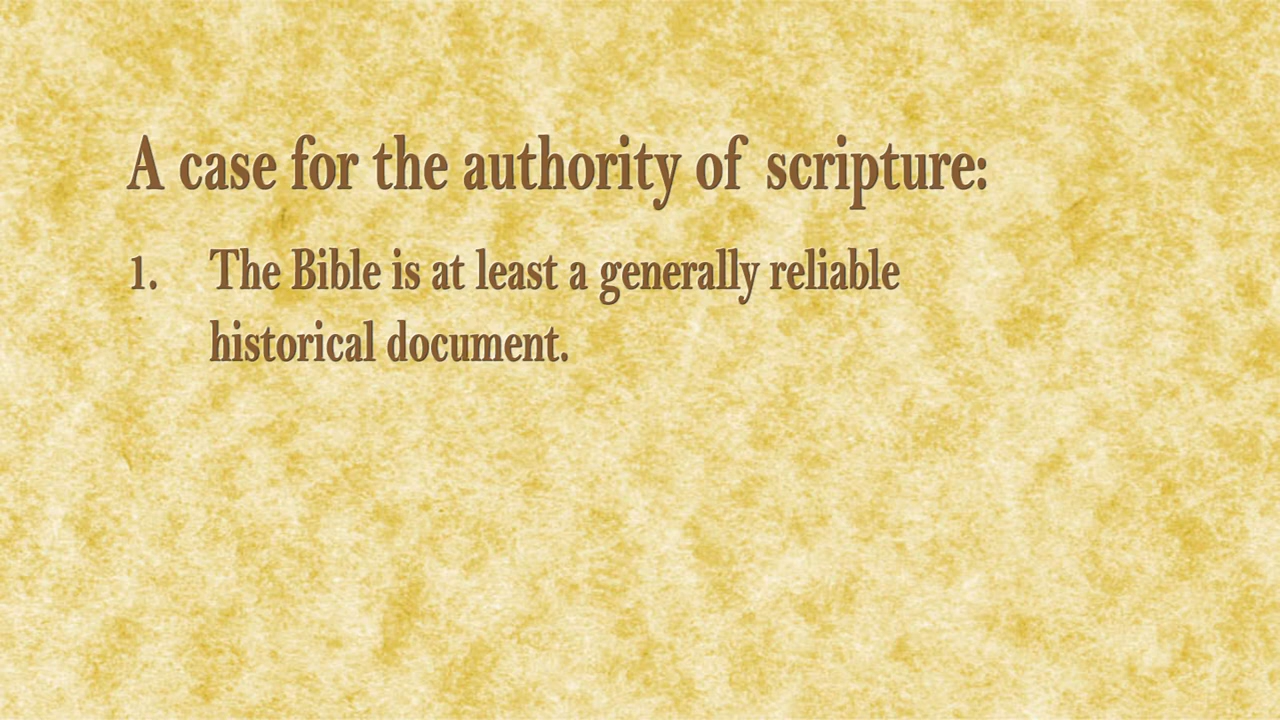 A case for the authority of scripture:
1. The Bible is at least a generally reliable
historical document.